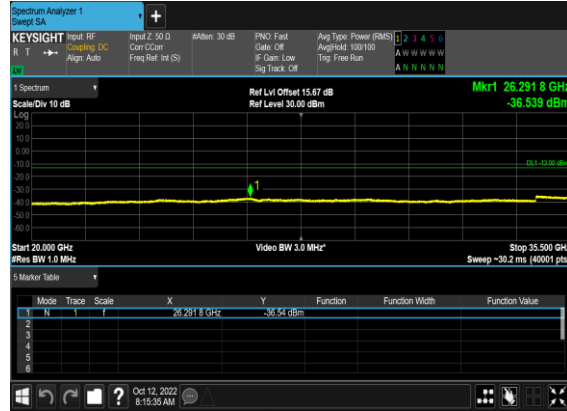 Spectrum Analyzer 1
Swept SA
+
KEYSIGHT Input: RF Input Z: 50 Ω #Atten: 30 dB PNO: Fast Avg Type: Power (RMS) 1 2 3 4 5 6
R T Coupling: DC Corr CCorr Gate: Off Avg|Hold: 100/100 A W W W W W
Align: Auto Freq Ref: Int (S) IF Gain: Low Trig: Free Run
Sig Track: Off A N N N N N
1 Spectrum Ref Lvl Offset 15.67 dB Mkr1 26.291 8 GHz
Scale/Div 10 dB Ref Level 30.00 dBm -36.539 dBm
Log
20.0
10.0
0.00
-10.0
DL1 -13.00 dBm
-20.0
-30.0
1
-40.0
-50.0
-60.0
Start 20.000 GHz Video BW 3.0 MHz* Stop 35.500 GHz
#Res BW 1.0 MHz Sweep ~30.2 ms (40001 pts)
5 Marker Table
Mode Trace Scale X Y Function Function Width Function Value
1 N 1 f 26.291 8 GHz -36.54 dBm
2
3
4
5
6
? Oct 12, 2022
8:15:35 AM